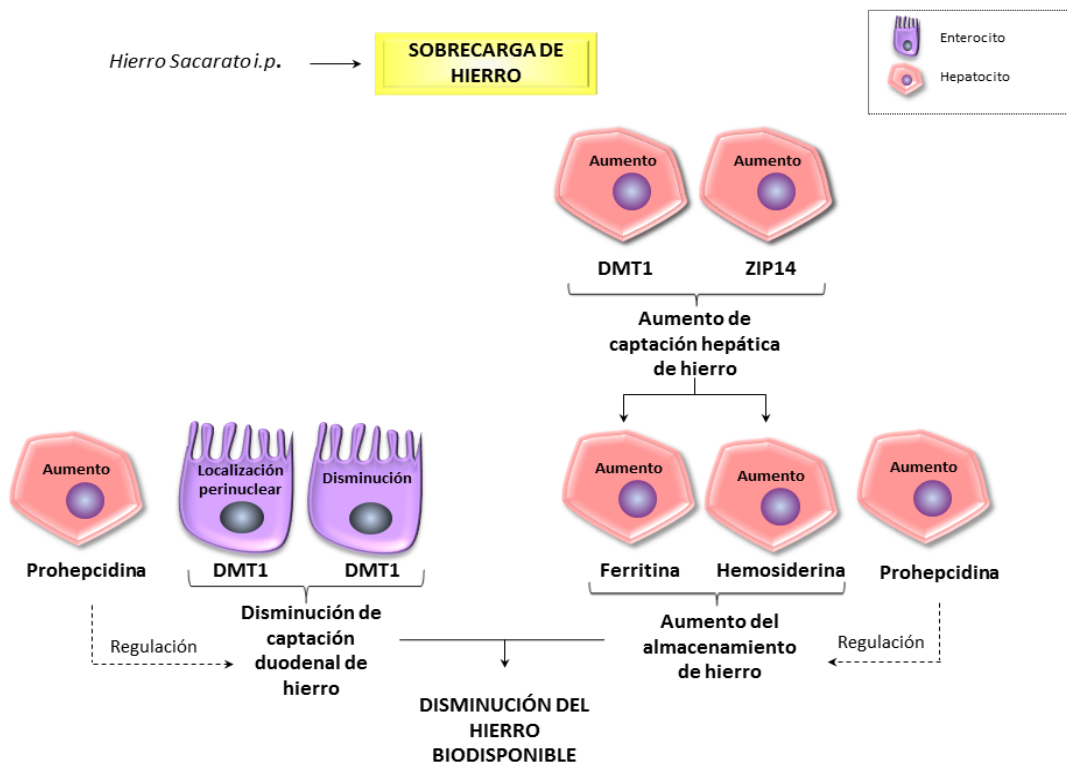 Hierro Sacarato i.p.
SOBRECARGA DE
HIERRO
Enterocito
Hepatocito
Aumento
Aumento
DMT1
ZIP14
Aumento de
captación hepática
de hierro
Aumento
Localización
perinuclear
Disminución
Aumento
Aumento
Aumento
Prohepcidina
DMT1
DMT1
Ferritina
Hemosiderina
Prohepcidina
Disminución de
captación
duodenal de
hierro
Aumento del
almacenamiento
de hierro
Regulación
Regulación
DISMINUCIÓN DEL
HIERRO
BIODISPONIBLE